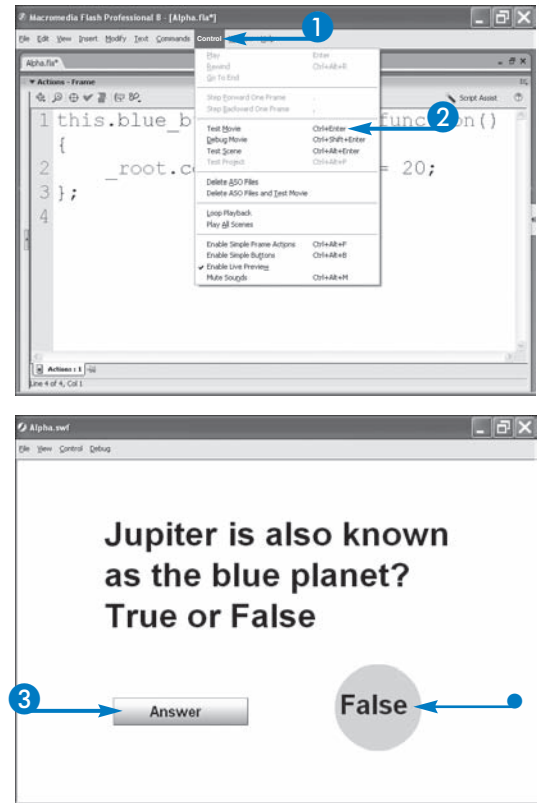 Macromedia Flash Professional 8 - [Alpha.fla*]
File Edit View Insert Modify Text Commands Control
1
Alpha.fla*
Actions - Frame
Script Assist
Play Enter
Rewind Ctrl+Alt+R
Go To End
Step Forward One Frame .
Step Backward One Frame ,
Test Movie Ctrl+Enter
2
Debug Movie Ctrl+Shift+Enter
Test Scene Ctrl+Alt+Enter
Test Project Ctrl+Alt+P
Delete ASO Files
Delete ASO Files and Test Movie
Loop Playback
Play All Scenes
Enable Simple Frame Actions Ctrl+Alt+F
Enable Simple Buttons Ctrl+Alt+B
Enable Live Preview
Mute Sounds Ctrl+Alt+M
1 this.blue_b
{
2 _root.c = 20;
3 };
4
Actions : 1
Line 4 of 4, Col 1
Alpha.swf
File View Control Debug
Jupiter is also known
as the blue planet?
True or False
3
Answer
False